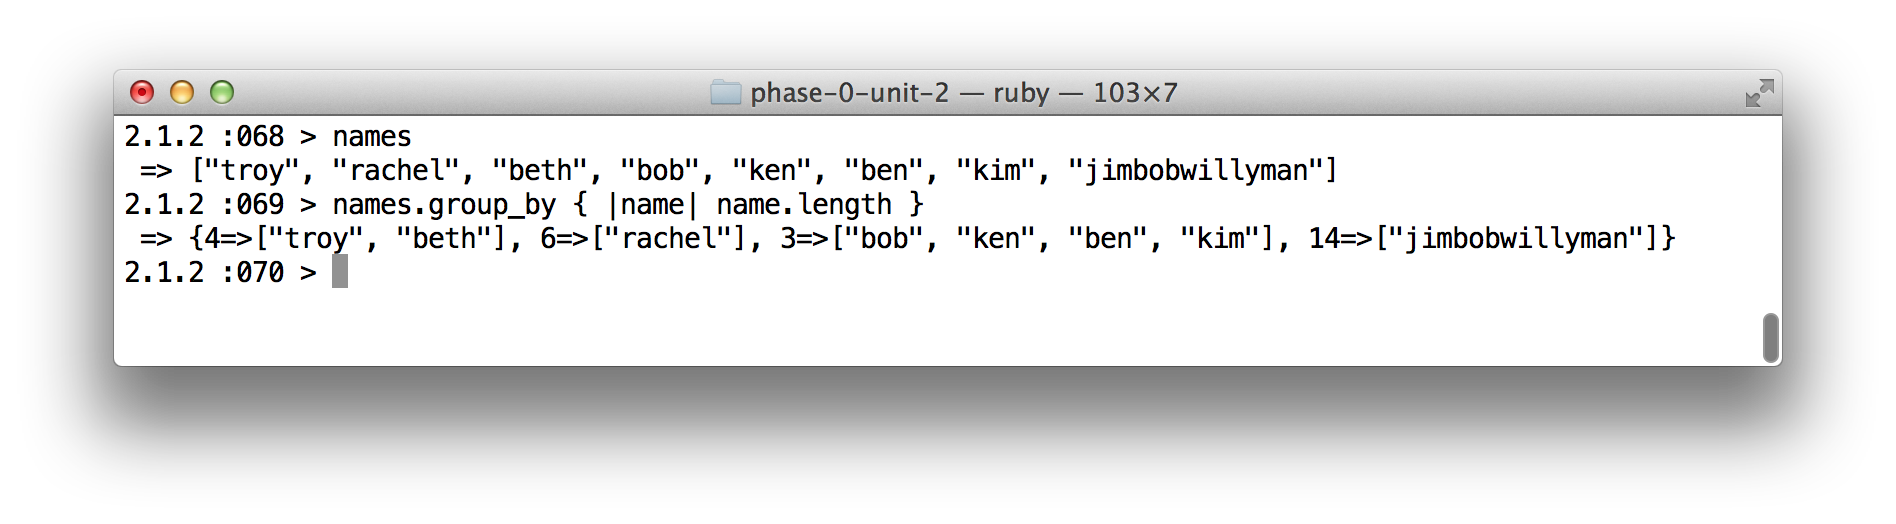 phase-0-unit-2 — ruby — 103×7
2.1.2 :068 > names
 => ["troy", "rachel", "beth", "bob", "ken", "ben", "kim", "jimbobwillyman"]
2.1.2 :069 > names.group_by { |name| name.length }
 => {4=>["troy", "beth"], 6=>["rachel"], 3=>["bob", "ken", "ben", "kim"], 14=>["jimbobwillyman"]}
2.1.2 :070 >